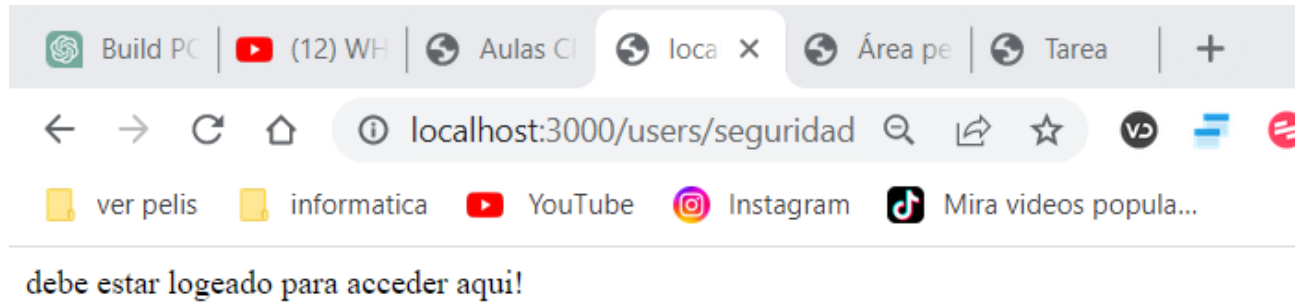 Build PC (12) WH Aulas Cl loca Área pe Tarea
localhost:3000/users/seguridad
ver pelis informatica YouTube Instagram Mira videos popula...
debe estar logeado para acceder aqui!